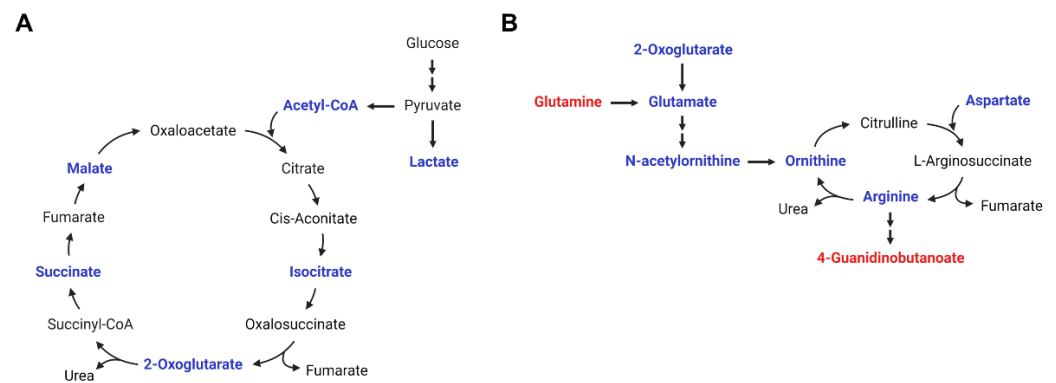 A
Glucose
Acetyl-CoA
Pyruvate
Oxaloacetate
Lactate
Malate
Citrate
Fumarate
Cis-Aconitate
Succinate
Isocitrate
Succinyl-CoA
Oxalosuccinate
2-Oxoglutarate
Urea
Fumarate
B
2-Oxoglutarate
Glutamine
Glutamate
Aspartate
Citrulline
N-acetylornithine
Ornithine
L-Arginosuccinate
Arginine
Urea
Fumarate
4-Guanidinobutanoate